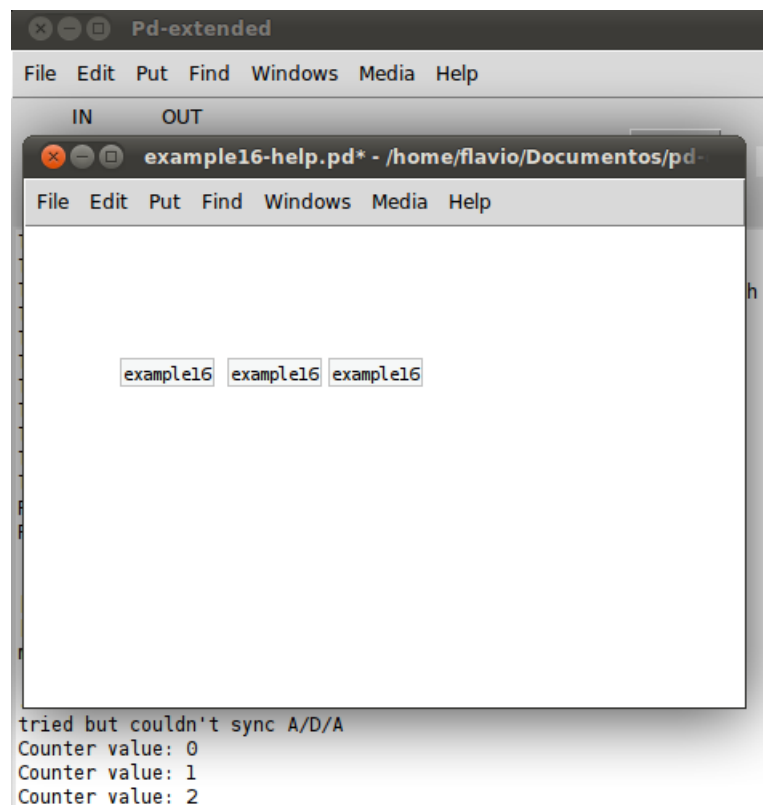 Pd-extended
File Edit Put Find Windows Media Help
IN OUT
example16-help.pd* - /home/flavio/Documentos/pd-
File Edit Put Find Windows Media Help
h
example16 example16 example16
tried but couldn't sync A/D/A
Counter value: 0
Counter value: 1
Counter value: 2